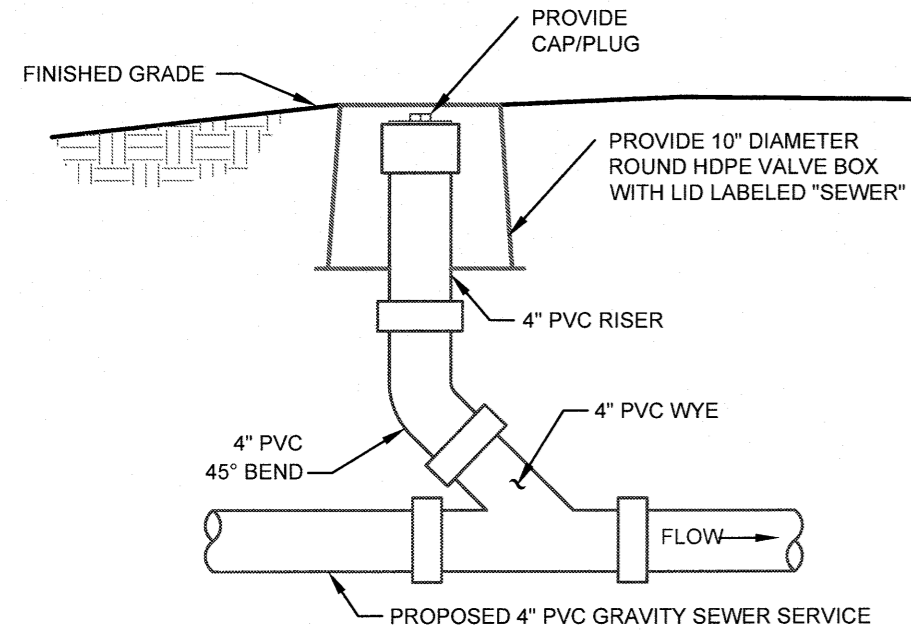 PROVIDE
CAP/PLUG
FINISHED GRADE
PROVIDE 10" DIAMETER
ROUND HDPE VALVE BOX
WITH LID LABELED "SEWER"
4" PVC RISER
4" PVC WYE
4" PVC
45° BEND
FLOW
PROPOSED 4" PVC GRAVITY SEWER SERVICE